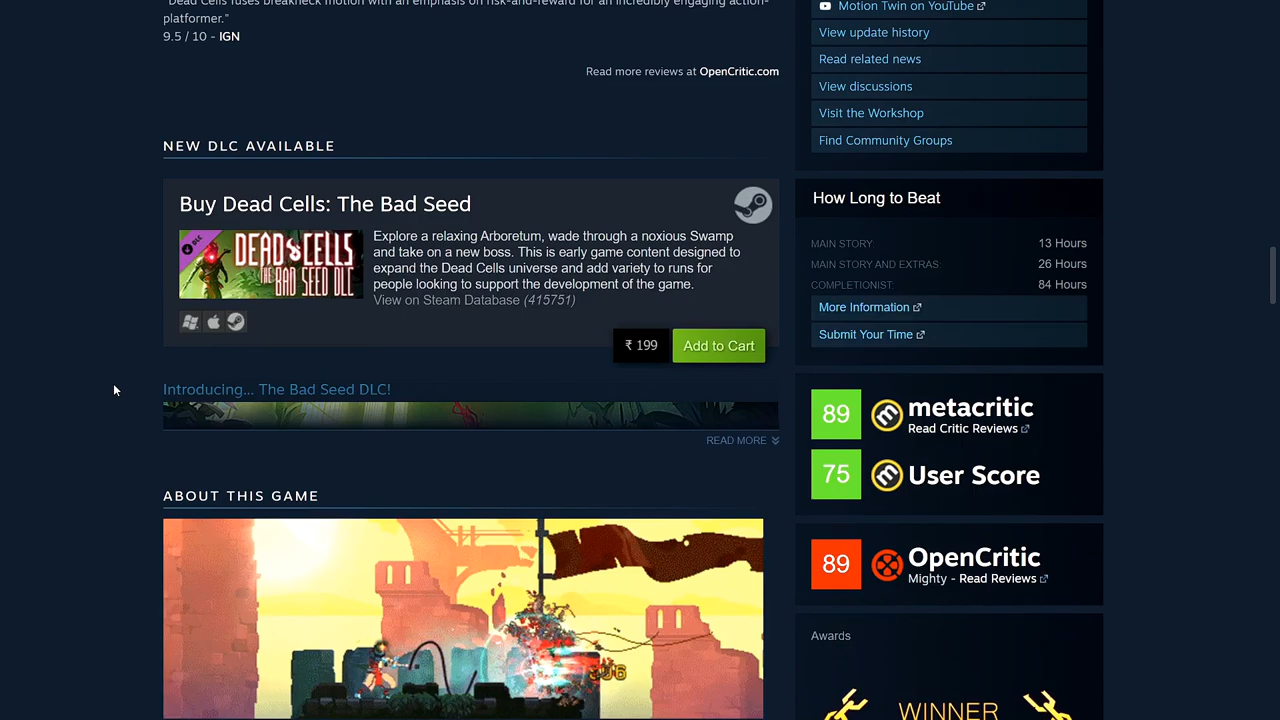 "Dead Cells fuses breakneck motion with an emphasis on risk-and-reward for an incredibly engaging action-
platformer."
9.5 / 10 - IGN
Read more reviews at OpenCritic.com
NEW DLC AVAILABLE
Buy Dead Cells: The Bad Seed
DLC
DEAD CELLS
THE BAD SEED DLC
Explore a relaxing Arboretum, wade through a noxious Swamp
and take on a new boss. This is early game content designed to
expand the Dead Cells universe and add variety to runs for
people looking to support the development of the game.
View on Steam Database (415751)
₹ 199
Add to Cart
Introducing... The Bad Seed DLC!
READ MORE
ABOUT THIS GAME
Motion Twin on YouTube
View update history
Read related news
View discussions
Visit the Workshop
Find Community Groups
How Long to Beat
MAIN STORY: 13 Hours
MAIN STORY AND EXTRAS: 26 Hours
COMPLETIONIST: 84 Hours
More Information
Submit Your Time
89 metacritic
Read Critic Reviews
75 User Score
89 OpenCritic
Mighty - Read Reviews
Awards
WINNER